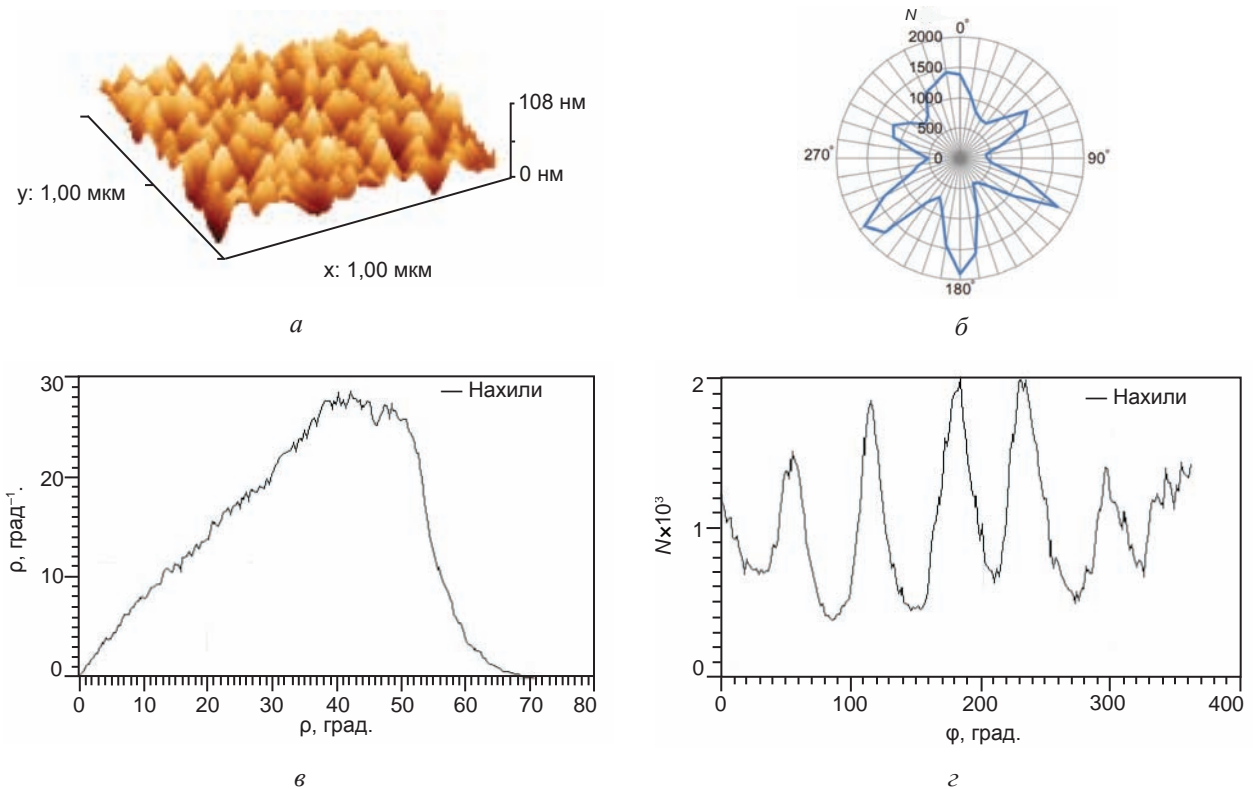 108 нм
0 нм
y: 1,00 мкм
x: 1,00 мкм
а
N
0°
2000
1500
1000
500
0
270°
90°
180°
б
30
20
10
0
ρ, град⁻¹.
— Нахили
0 10 20 30 40 50 60 70 80
ρ, град.
в
2
1
0
N×10³
— Нахили
0 100 200 300 400
φ, град.
г